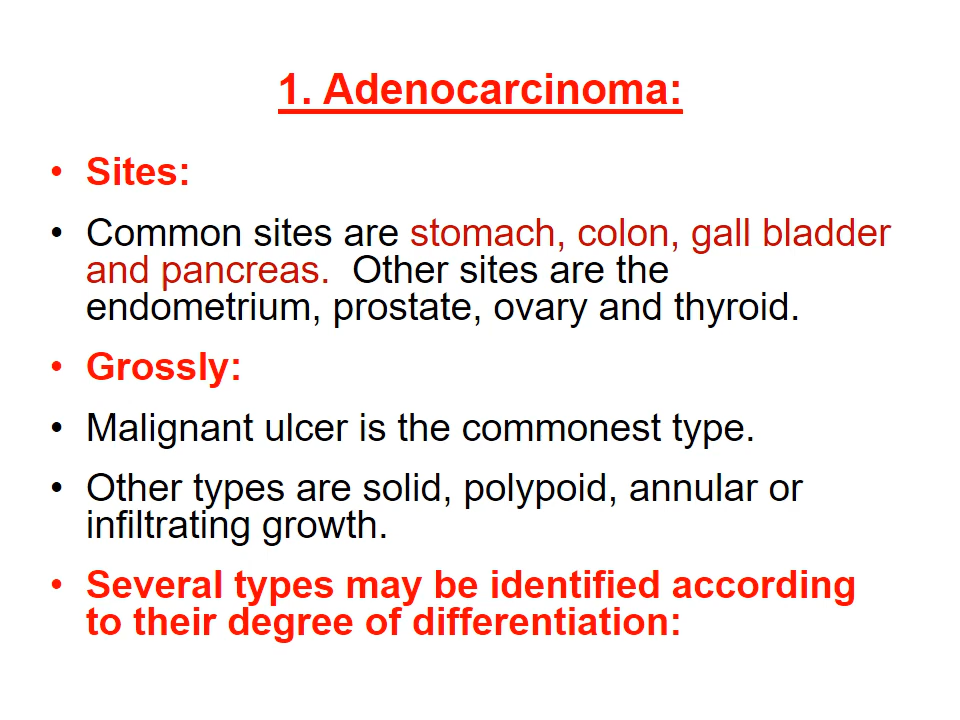 1. Adenocarcinoma:
• Sites:
• Common sites are stomach, colon, gall bladder
and pancreas.  Other sites are the
endometrium, prostate, ovary and thyroid.
• Grossly:
• Malignant ulcer is the commonest type.
• Other types are solid, polypoid, annular or
infiltrating growth.
• Several types may be identified according
to their degree of differentiation: